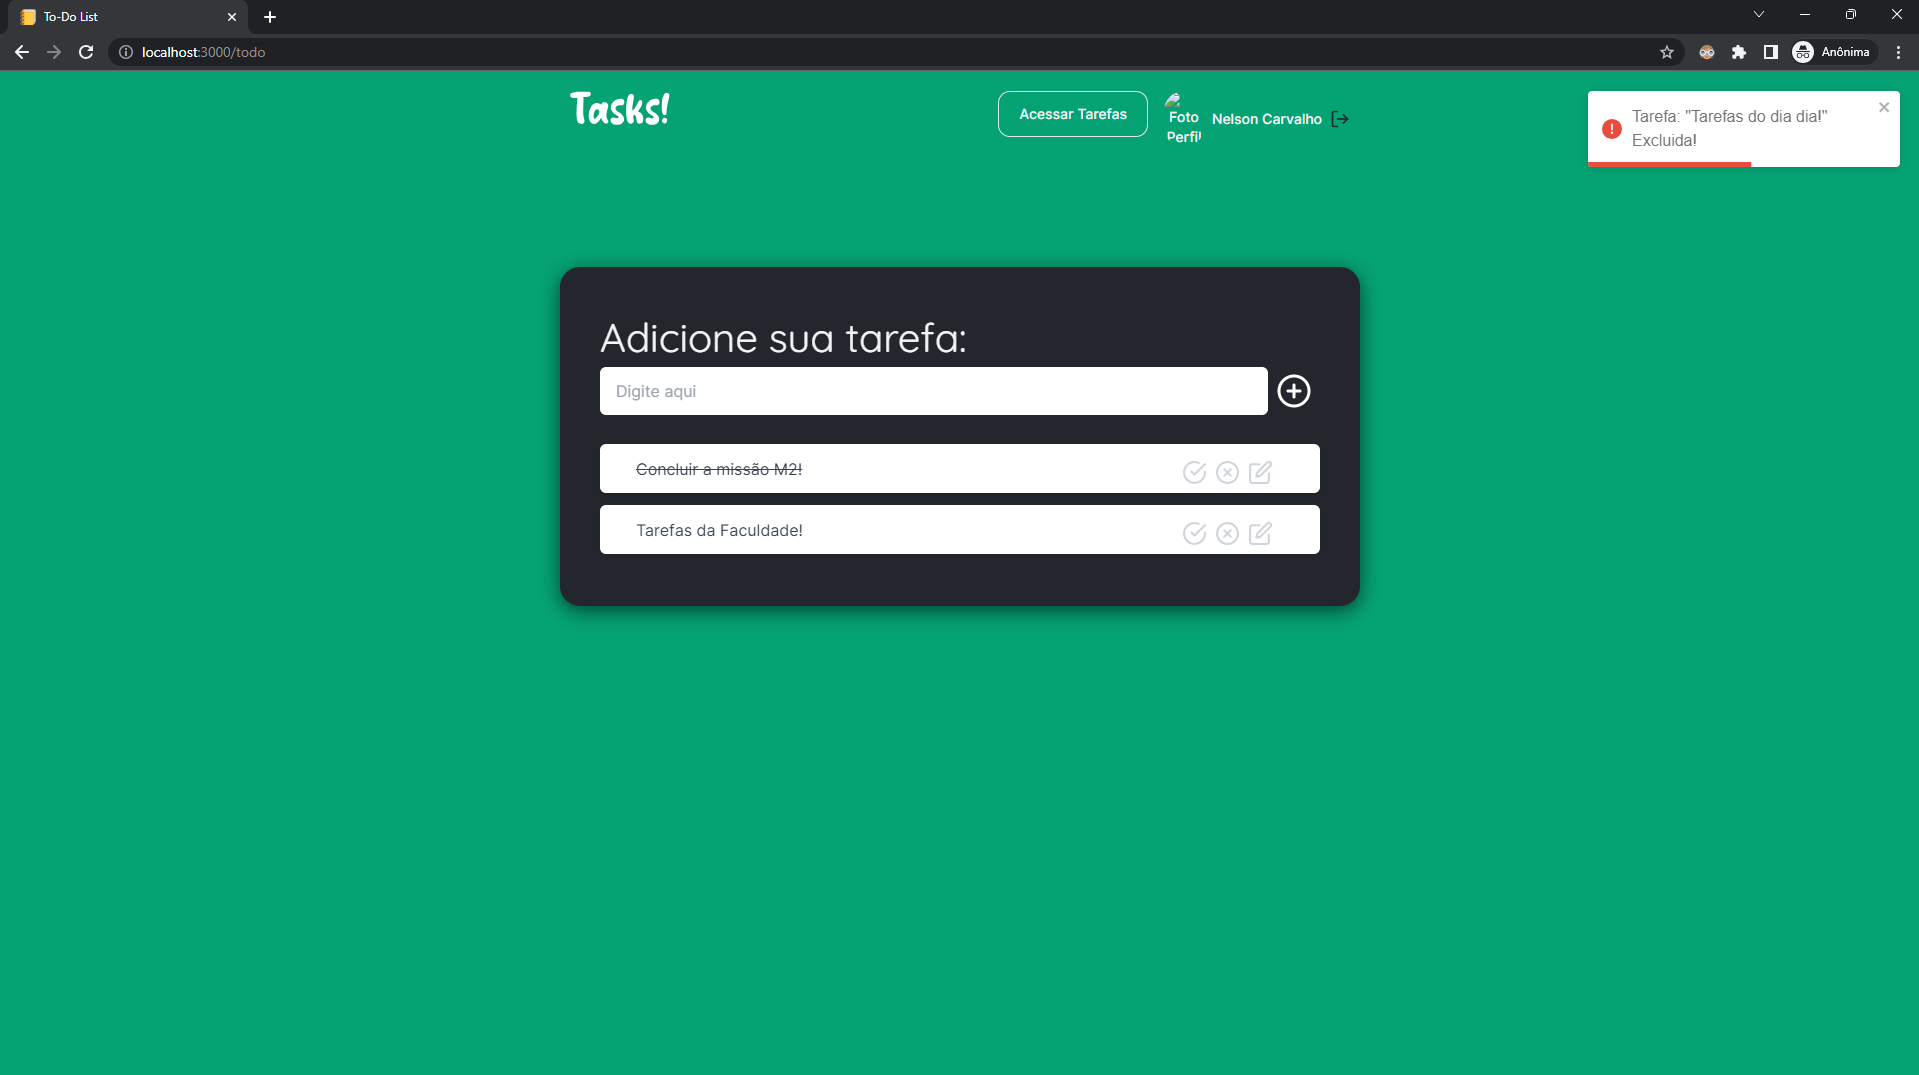 To-Do List
localhost:3000/todo
Anônima
Tasks!
Acessar Tarefas
Foto
Perfil
Nelson Carvalho
Tarefa: "Tarefas do dia dia!"
Excluida!
Adicione sua tarefa:
Digite aqui
Concluir a missão M2!
Tarefas da Faculdade!